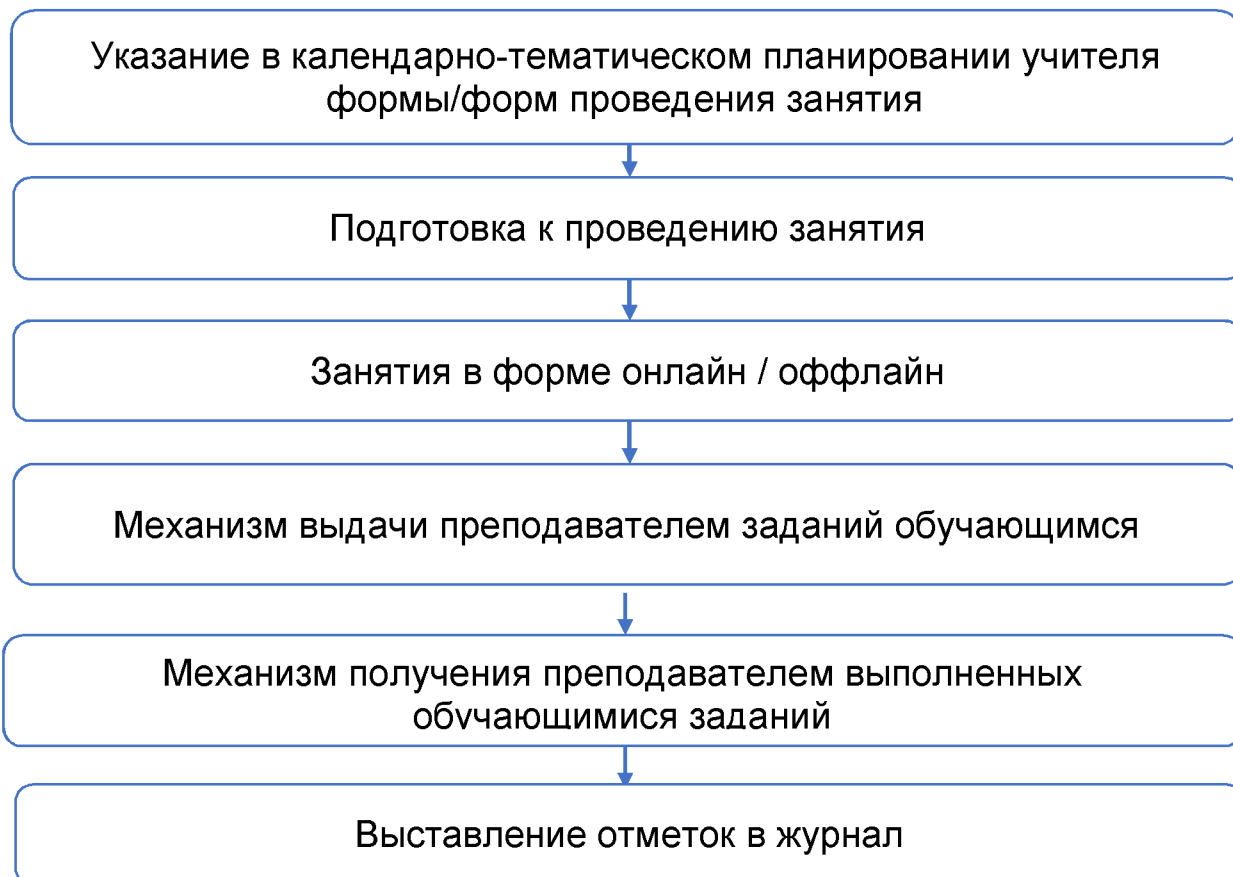 Указание в календарно-тематическом планировании учителя
формы/форм проведения занятия
Подготовка к проведению занятия
Занятия в форме онлайн / оффлайн
Механизм выдачи преподавателем заданий обучающимся
Механизм получения преподавателем выполненных
обучающимися заданий
Выставление отметок в журнал